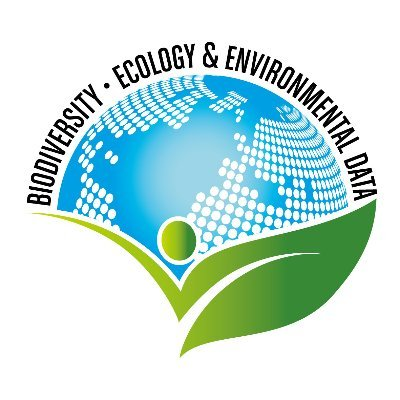 BIODIVERSITY • ECOLOGY & ENVIRONMENTAL DATA